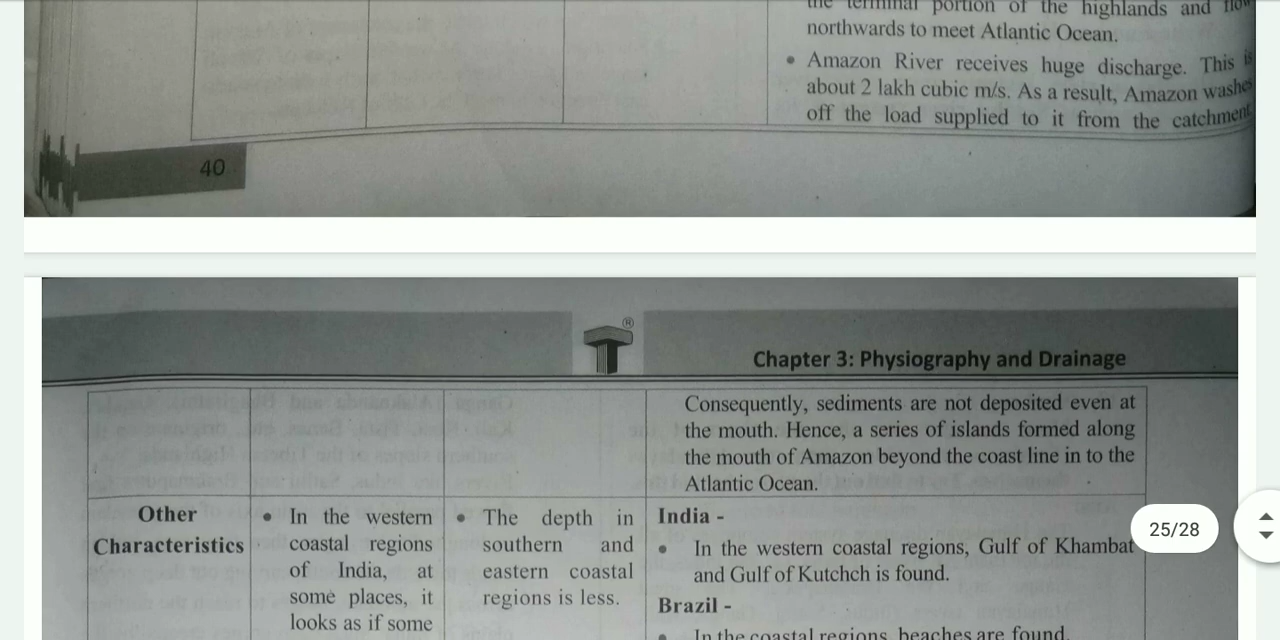 the terminal portion of the highlands and flow
northwards to meet Atlantic Ocean.
• Amazon River receives huge discharge. This is
about 2 lakh cubic m/s. As a result, Amazon washes
off the load supplied to it from the catchment
40
T®
Chapter 3: Physiography and Drainage
Consequently, sediments are not deposited even at
the mouth. Hence, a series of islands formed along
the mouth of Amazon beyond the coast line in to the
Atlantic Ocean.
Other
Characteristics
• In the western
coastal regions
of India, at
some places, it
looks as if some
• The depth in
southern and
eastern coastal
regions is less.
India -
• In the western coastal regions, Gulf of Khambat
and Gulf of Kutchch is found.
Brazil -
• In the coastal regions, beaches are found.
25/28